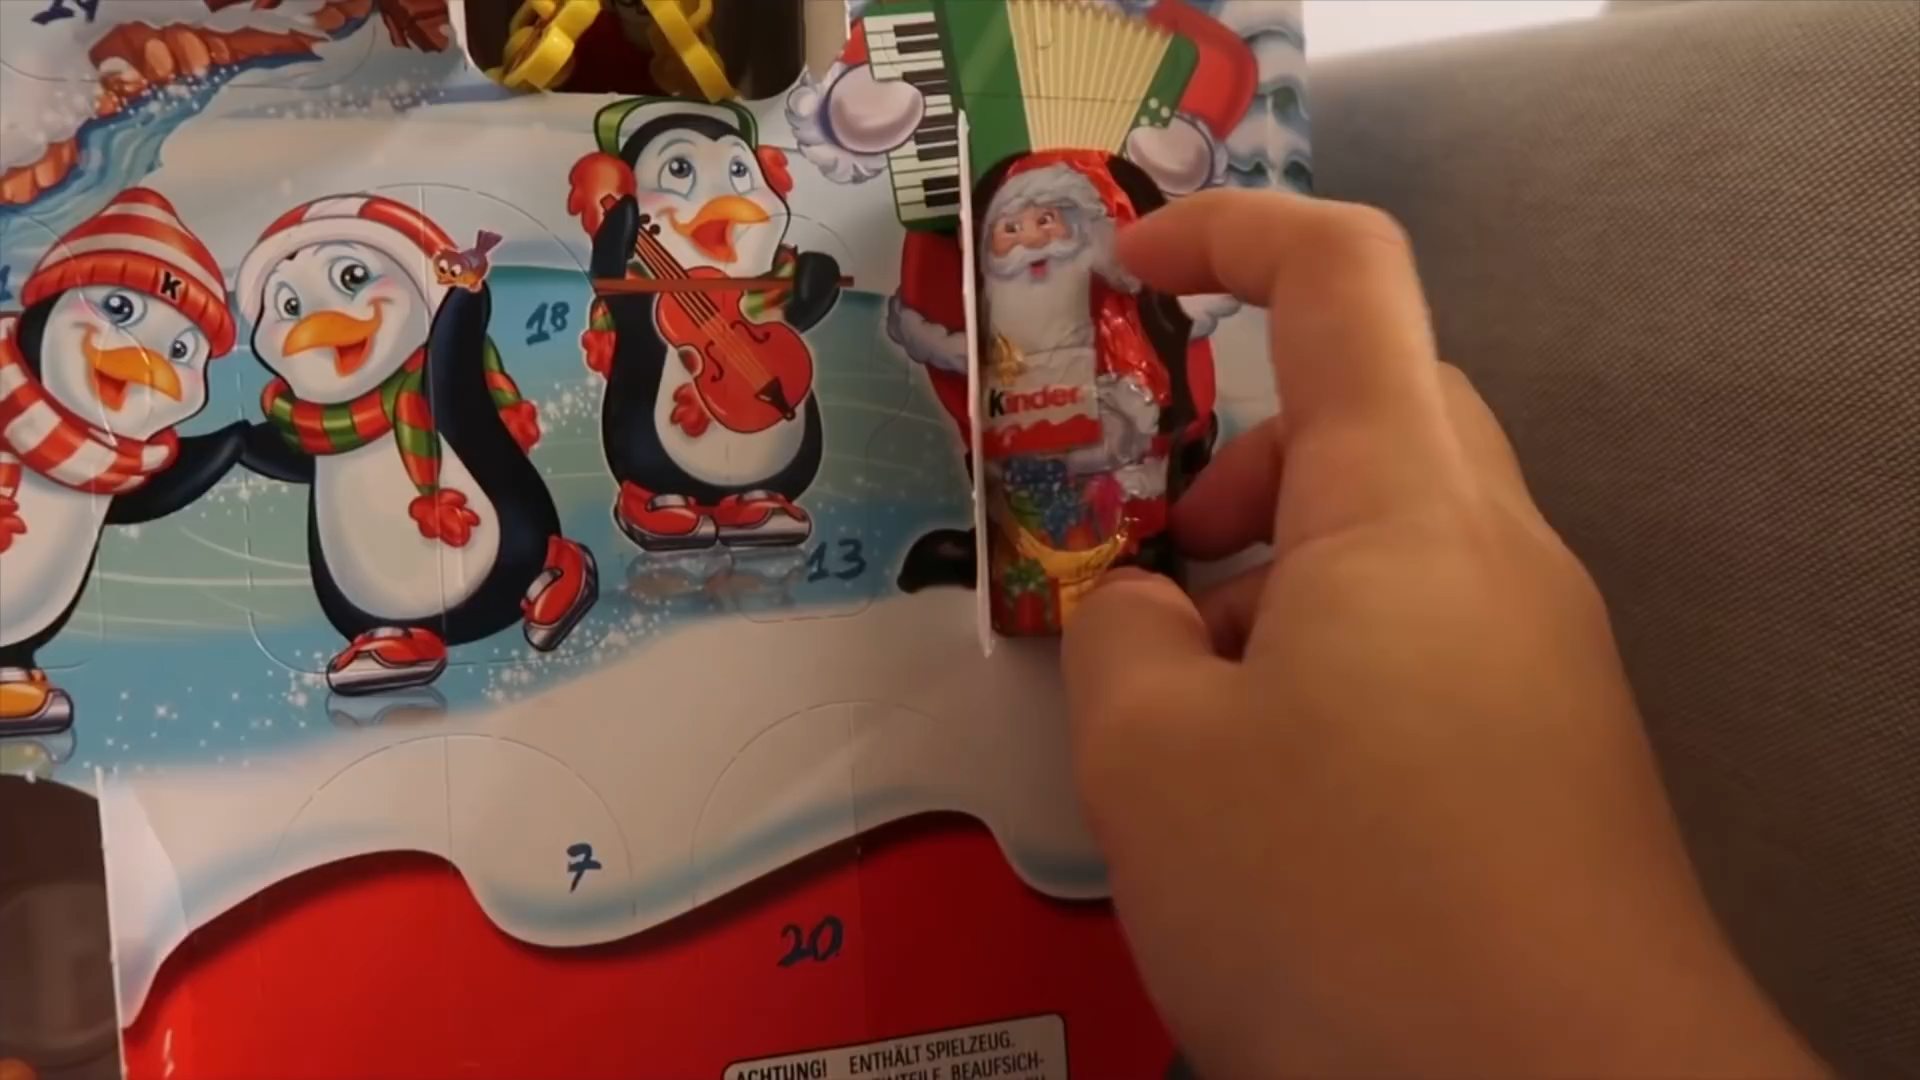 K
18
Kinder
13
7
20
ACHTUNG! ENTHÄLT SPIELZEUG.
BEAUFSICH-